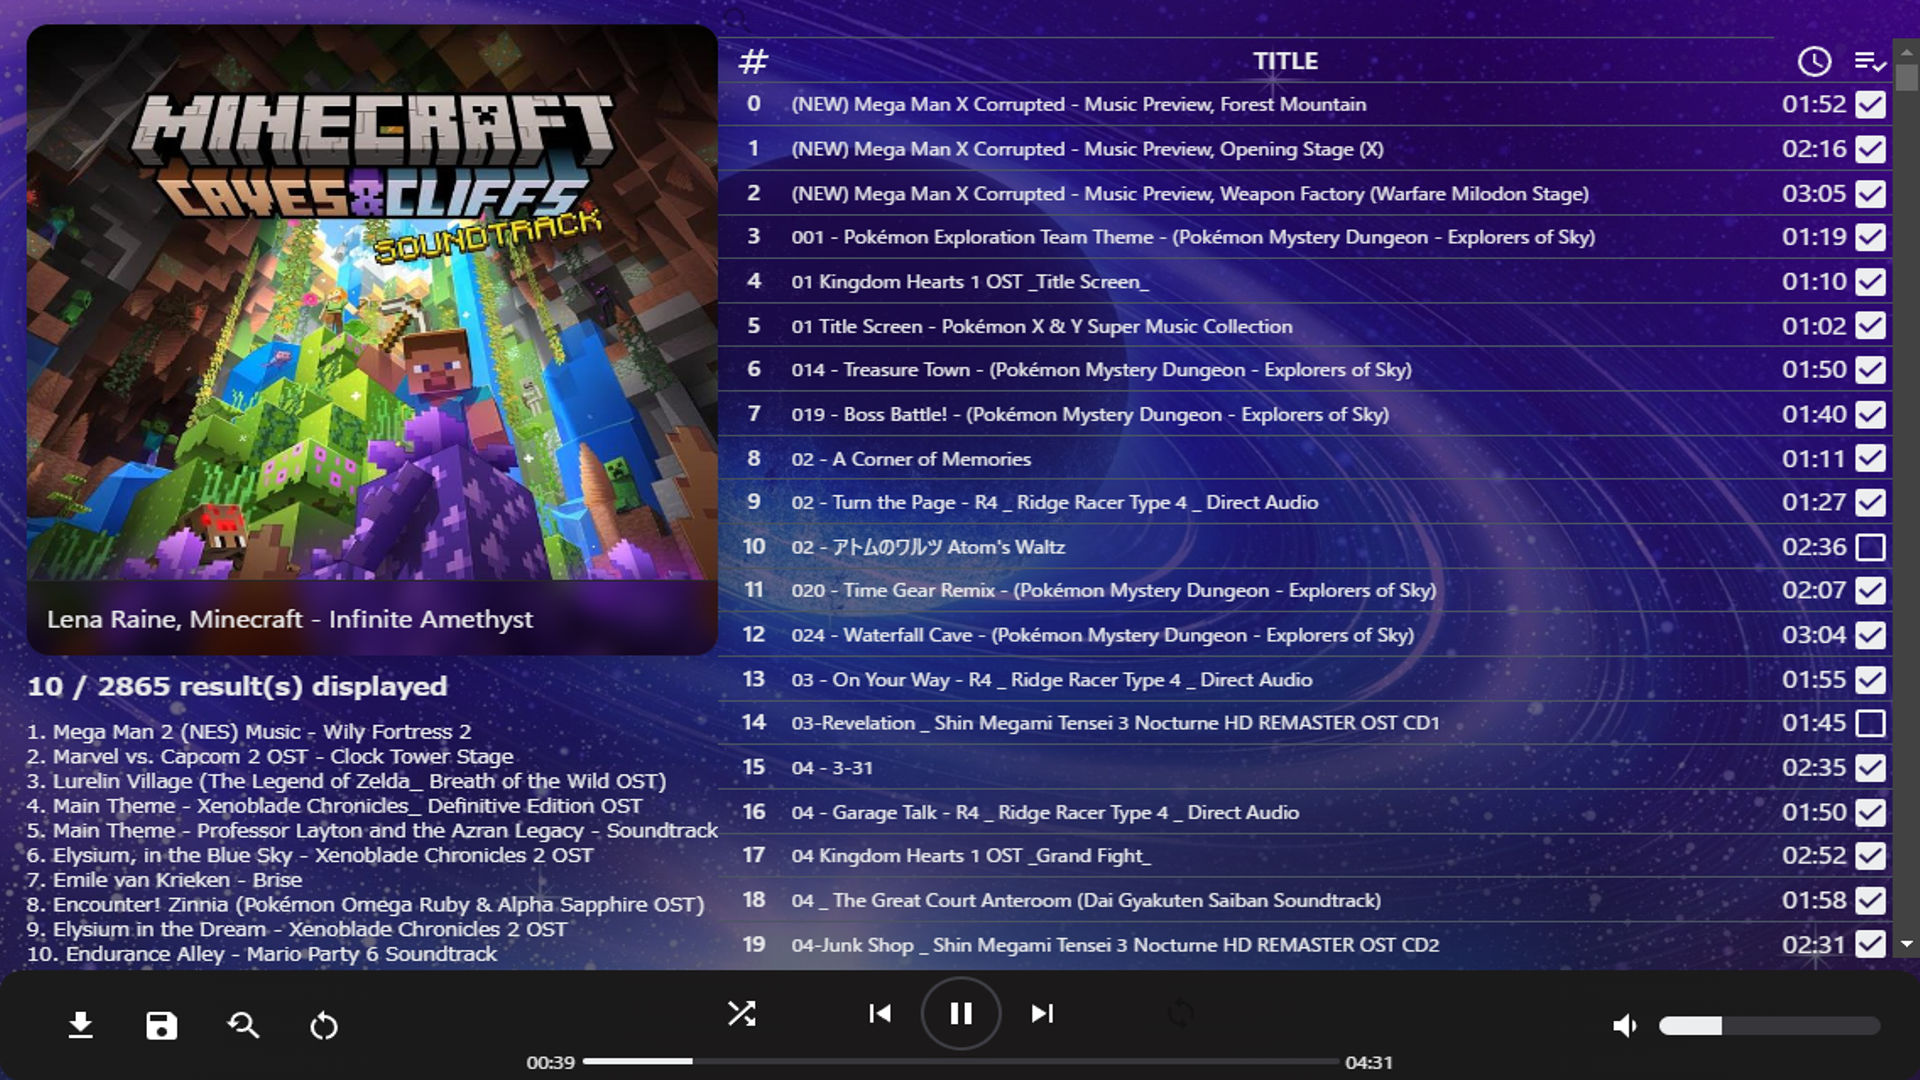 MINECRAFT
CAVES & CLIFFS
SOUNDTRACK
Lena Raine, Minecraft - Infinite Amethyst
10 / 2865 result(s) displayed
1. Mega Man 2 (NES) Music - Wily Fortress 2
2. Marvel vs. Capcom 2 OST - Clock Tower Stage
3. Lurelin Village (The Legend of Zelda_ Breath of the Wild OST)
4. Main Theme - Xenoblade Chronicles_ Definitive Edition OST
5. Main Theme - Professor Layton and the Azran Legacy - Soundtrack
6. Elysium, in the Blue Sky - Xenoblade Chronicles 2 OST
7. Emile van Krieken - Brise
8. Encounter! Zinnia (Pokémon Omega Ruby & Alpha Sapphire OST)
9. Elysium in the Dream - Xenoblade Chronicles 2 OST
10. Endurance Alley - Mario Party 6 Soundtrack
# TITLE
0 (NEW) Mega Man X Corrupted - Music Preview, Forest Mountain 01:52
1 (NEW) Mega Man X Corrupted - Music Preview, Opening Stage (X) 02:16
2 (NEW) Mega Man X Corrupted - Music Preview, Weapon Factory (Warfare Milodon Stage) 03:05
3 001 - Pokémon Exploration Team Theme - (Pokémon Mystery Dungeon - Explorers of Sky) 01:19
4 01 Kingdom Hearts 1 OST _Title Screen_ 01:10
5 01 Title Screen - Pokémon X & Y Super Music Collection 01:02
6 014 - Treasure Town - (Pokémon Mystery Dungeon - Explorers of Sky) 01:50
7 019 - Boss Battle! - (Pokémon Mystery Dungeon - Explorers of Sky) 01:40
8 02 - A Corner of Memories 01:11
9 02 - Turn the Page - R4 _ Ridge Racer Type 4 _ Direct Audio 01:27
10 02 - アトムのワルツ Atom's Waltz 02:36
11 020 - Time Gear Remix - (Pokémon Mystery Dungeon - Explorers of Sky) 02:07
12 024 - Waterfall Cave - (Pokémon Mystery Dungeon - Explorers of Sky) 03:04
13 03 - On Your Way - R4 _ Ridge Racer Type 4 _ Direct Audio 01:55
14 03-Revelation _ Shin Megami Tensei 3 Nocturne HD REMASTER OST CD1 01:45
15 04 - 3-31 02:35
16 04 - Garage Talk - R4 _ Ridge Racer Type 4 _ Direct Audio 01:50
17 04 Kingdom Hearts 1 OST _Grand Fight_ 02:52
18 04 _ The Great Court Anteroom (Dai Gyakuten Saiban Soundtrack) 01:58
19 04-Junk Shop _ Shin Megami Tensei 3 Nocturne HD REMASTER OST CD2 02:31
00:39 04:31